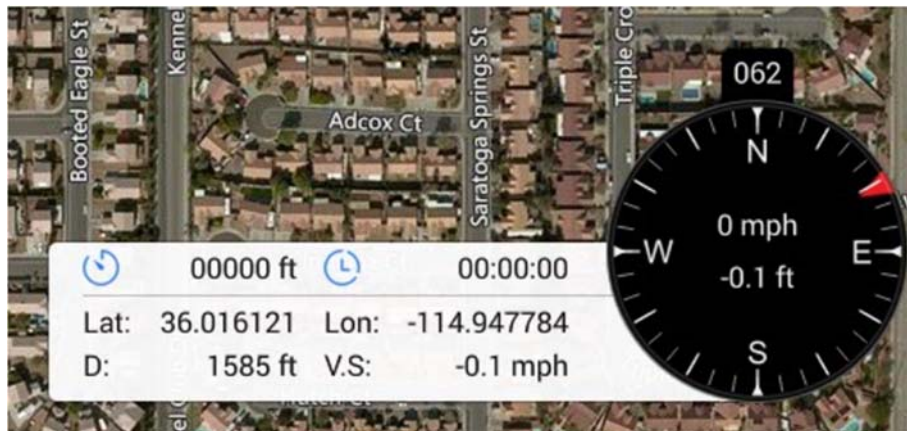 Booted Eagle St
Kennel
Adcox Ct
Saratoga Springs St
Triple Cro
062
N
W
E
S
0 mph
-0.1 ft
00000 ft
00:00:00
Lat: 36.016121 Lon: -114.947784
D: 1585 ft V.S: -0.1 mph